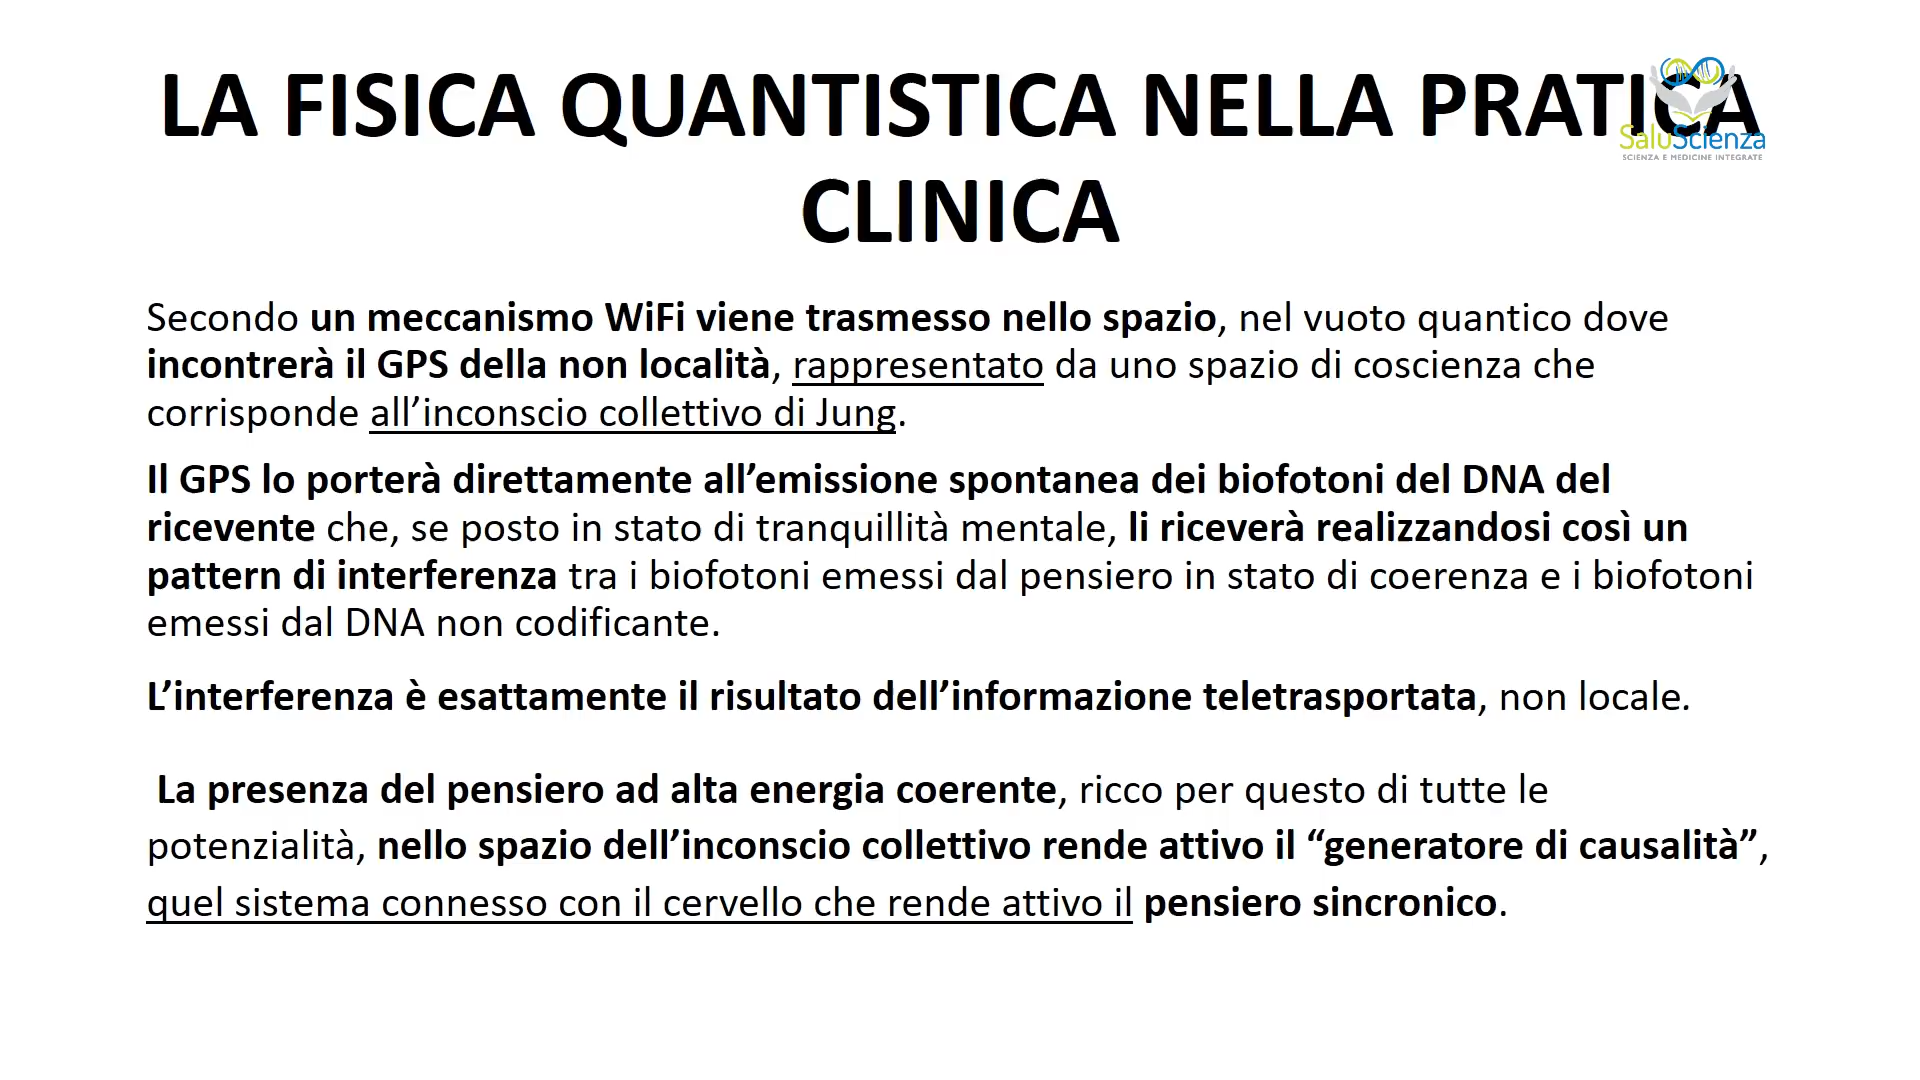 LA FISICA QUANTISTICA NELLA PRATICA
CLINICA
SaluScienza
SCIENZA E MEDICINE INTEGRATE
Secondo un meccanismo WiFi viene trasmesso nello spazio, nel vuoto quantico dove
incontrerà il GPS della non località, rappresentato da uno spazio di coscienza che
corrisponde all’inconscio collettivo di Jung.
Il GPS lo porterà direttamente all’emissione spontanea dei biofotoni del DNA del
ricevente che, se posto in stato di tranquillità mentale, li riceverà realizzandosi così un
pattern di interferenza tra i biofotoni emessi dal pensiero in stato di coerenza e i biofotoni
emessi dal DNA non codificante.
L’interferenza è esattamente il risultato dell’informazione teletrasportata, non locale.
La presenza del pensiero ad alta energia coerente, ricco per questo di tutte le
potenzialità, nello spazio dell’inconscio collettivo rende attivo il “generatore di causalità”,
quel sistema connesso con il cervello che rende attivo il pensiero sincronico.